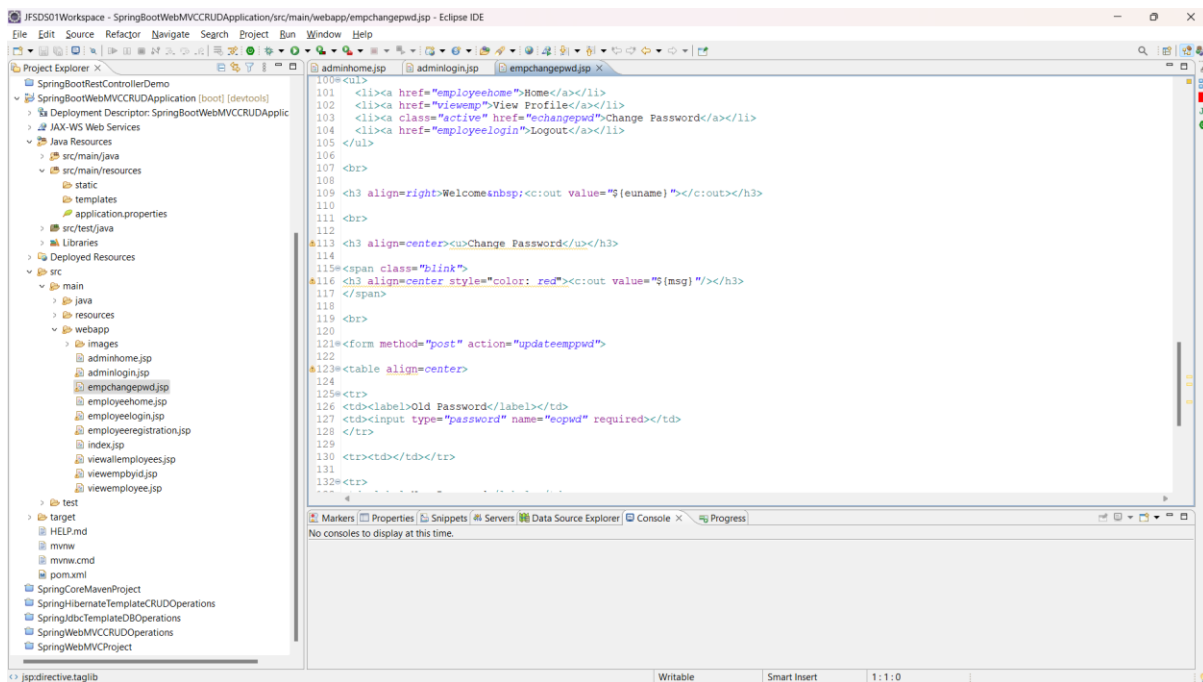 JFSDS01Workspace - SpringBootWebMVCCRUDApplication/src/main/webapp/empchangepwd.jsp - Eclipse IDE
File Edit Source Refactor Navigate Search Project Run Window Help
Project Explorer ×
SpringBootRestControllerDemo
SpringBootWebMVCCRUDApplication [boot] [devtools]
Deployment Descriptor: SpringBootWebMVCCRUDApplic
JAX-WS Web Services
Java Resources
src/main/java
src/main/resources
static
templates
application.properties
src/test/java
Libraries
Deployed Resources
src
main
java
resources
webapp
images
adminhome.jsp
adminlogin.jsp
empchangepwd.jsp
employeehome.jsp
employeelogin.jsp
employeeregistration.jsp
index.jsp
viewallemployees.jsp
viewempbyid.jsp
viewemployee.jsp
test
target
HELP.md
mvnw
mvnw.cmd
pom.xml
SpringCoreMavenProject
SpringHibernateTemplateCRUDOperations
SpringJdbcTemplateDBOperations
SpringWebMVCCRUDOperations
SpringWebMVCProject
adminhome.jsp adminlogin.jsp empchangepwd.jsp ×
100 <ul>
101 <li><a href="employeehome">Home</a></li>
102 <li><a href="viewemp">View Profile</a></li>
103 <li><a class="active" href="echangepwd">Change Password</a></li>
104 <li><a href="employeelogin">Logout</a></li>
105 </ul>
106
107 <br>
108
109 <h3 align=right>Welcome&nbsp;<c:out value="${euname}"></c:out></h3>
110
111 <br>
112
113 <h3 align=center><u>Change Password</u></h3>
114
115 <span class="blink">
116 <h3 align=center style="color: red"><c:out value="${msg}"/></h3>
117 </span>
118
119 <br>
120
121 <form method="post" action="updateemppwd">
122
123 <table align=center>
124
125 <tr>
126 <td><label>Old Password</label></td>
127 <td><input type="password" name="eopwd" required></td>
128 </tr>
129
130 <tr><td></td></tr>
131
132 <tr>
Markers Properties Snippets Servers Data Source Explorer Console × Progress
No consoles to display at this time.
jsp:directive.taglib Writable Smart Insert 1 : 1 : 0